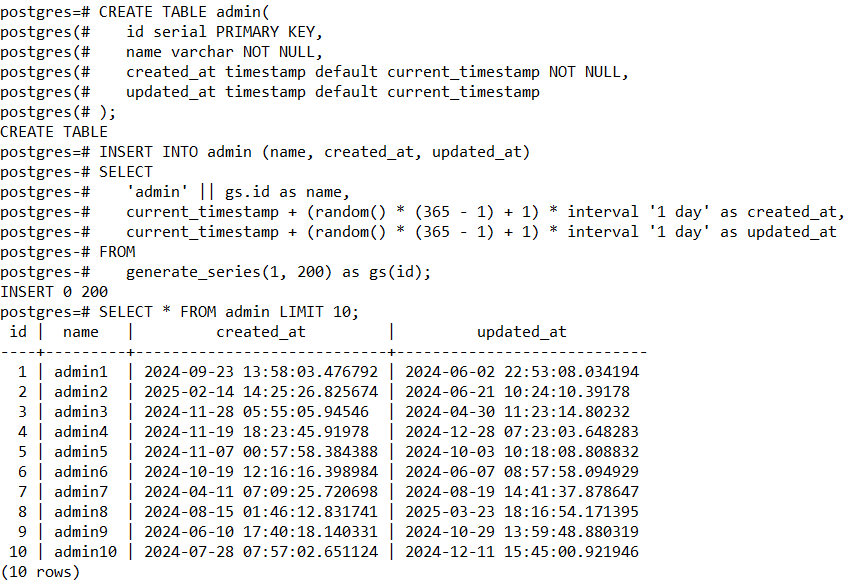 postgres=# CREATE TABLE admin(
postgres(#    id serial PRIMARY KEY,
postgres(#    name varchar NOT NULL,
postgres(#    created_at timestamp default current_timestamp NOT NULL,
postgres(#    updated_at timestamp default current_timestamp
postgres(# );
CREATE TABLE
postgres=# INSERT INTO admin (name, created_at, updated_at)
postgres-# SELECT
postgres-#    'admin' || gs.id as name,
postgres-#    current_timestamp + (random() * (365 - 1) + 1) * interval '1 day' as created_at,
postgres-#    current_timestamp + (random() * (365 - 1) + 1) * interval '1 day' as updated_at
postgres-# FROM
postgres-#    generate_series(1, 200) as gs(id);
INSERT 0 200
postgres=# SELECT * FROM admin LIMIT 10;
 id |  name   |         created_at         |         updated_at
----+---------+----------------------------+----------------------------
  1 | admin1  | 2024-09-23 13:58:03.476792 | 2024-06-02 22:53:08.034194
  2 | admin2  | 2025-02-14 14:25:26.825674 | 2024-06-21 10:24:10.39178
  3 | admin3  | 2024-11-28 05:55:05.94546  | 2024-04-30 11:23:14.80232
  4 | admin4  | 2024-11-19 18:23:45.91978  | 2024-12-28 07:23:03.648283
  5 | admin5  | 2024-11-07 00:57:58.384388 | 2024-10-03 10:18:08.808832
  6 | admin6  | 2024-10-19 12:16:16.398984 | 2024-06-07 08:57:58.094929
  7 | admin7  | 2024-04-11 07:09:25.720698 | 2024-08-19 14:41:37.878647
  8 | admin8  | 2024-08-15 01:46:12.831741 | 2025-03-23 18:16:54.171395
  9 | admin9  | 2024-06-10 17:40:18.140331 | 2024-10-29 13:59:48.880319
 10 | admin10 | 2024-07-28 07:57:02.651124 | 2024-12-11 15:45:00.921946
(10 rows)